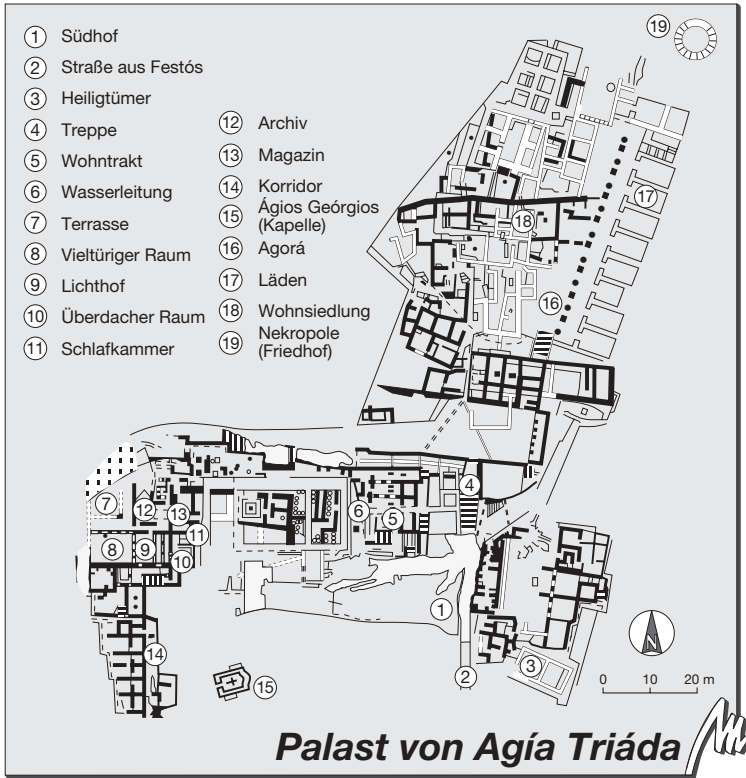 1 Südhof
2 Straße aus Festós
3 Heiligtümer
4 Treppe
5 Wohntrakt
6 Wasserleitung
7 Terrasse
8 Vieltüriger Raum
9 Lichthof
10 Überdacher Raum
11 Schlafkammer
12 Archiv
13 Magazin
14 Korridor
15 Ágios Geórgios
(Kapelle)
16 Agorá
17 Läden
18 Wohnsiedlung
19 Nekropole
(Friedhof)
19
17
18
16
4
7
12
13
6
5
11
8
9
10
1
14
3
2
15
N
0 10 20 m
Palast von Agía Triáda